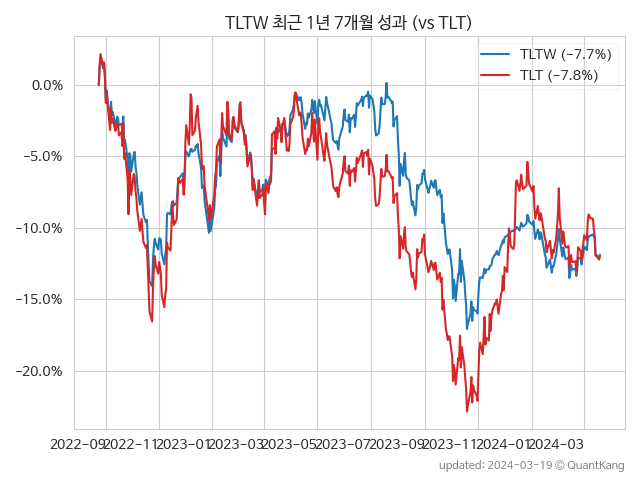 TLTW 최근 1년 7개월 성과 (vs TLT)
TLTW (−7.7%)
TLT (−7.8%)
0.0%
−5.0%
−10.0%
−15.0%
−20.0%
2022-09 2022-11 2023-01 2023-03 2023-05 2023-07 2023-09 2023-11 2024-01 2024-03
updated: 2024-03-19 © QuantKang